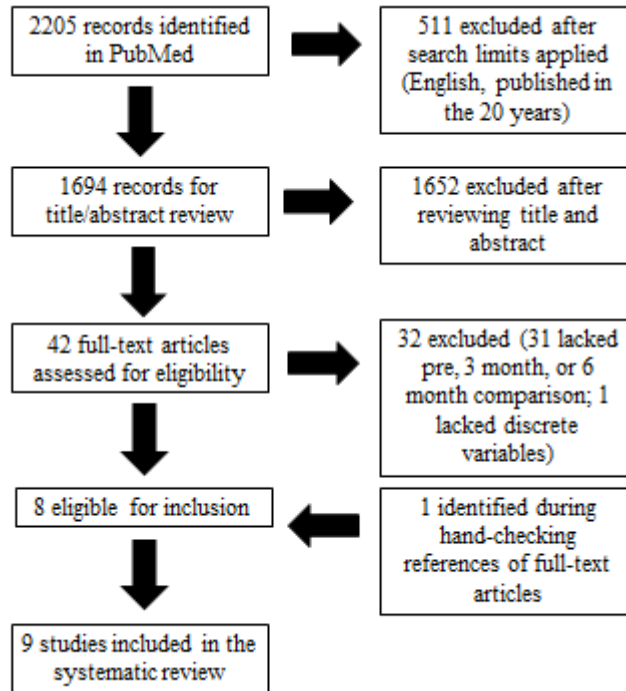 2205 records identified
in PubMed
511 excluded after
search limits applied
(English, published in
the 20 years)
1694 records for
title/abstract review
1652 excluded after
reviewing title and
abstract
42 full-text articles
assessed for eligibility
32 excluded (31 lacked
pre, 3 month, or 6
month comparison; 1
lacked discrete
variables)
8 eligible for inclusion
1 identified during
hand-checking
references of full-text
articles
9 studies included in the
systematic review